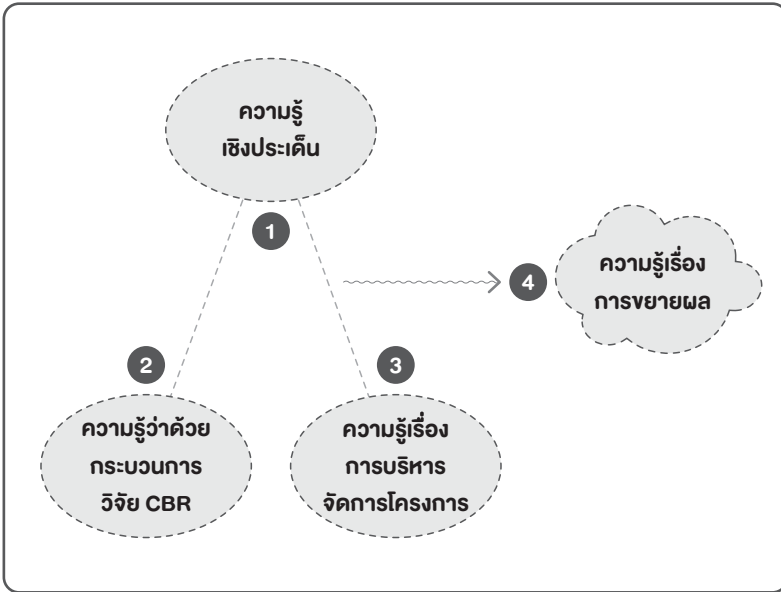 ความรู้
เชิงประเด็น
1
ความรู้เรื่อง
การขยายผล
4
2
3
ความรู้ว่าด้วย
กระบวนการ
วิจัย CBR
ความรู้เรื่อง
การบริหาร
จัดการโครงการ